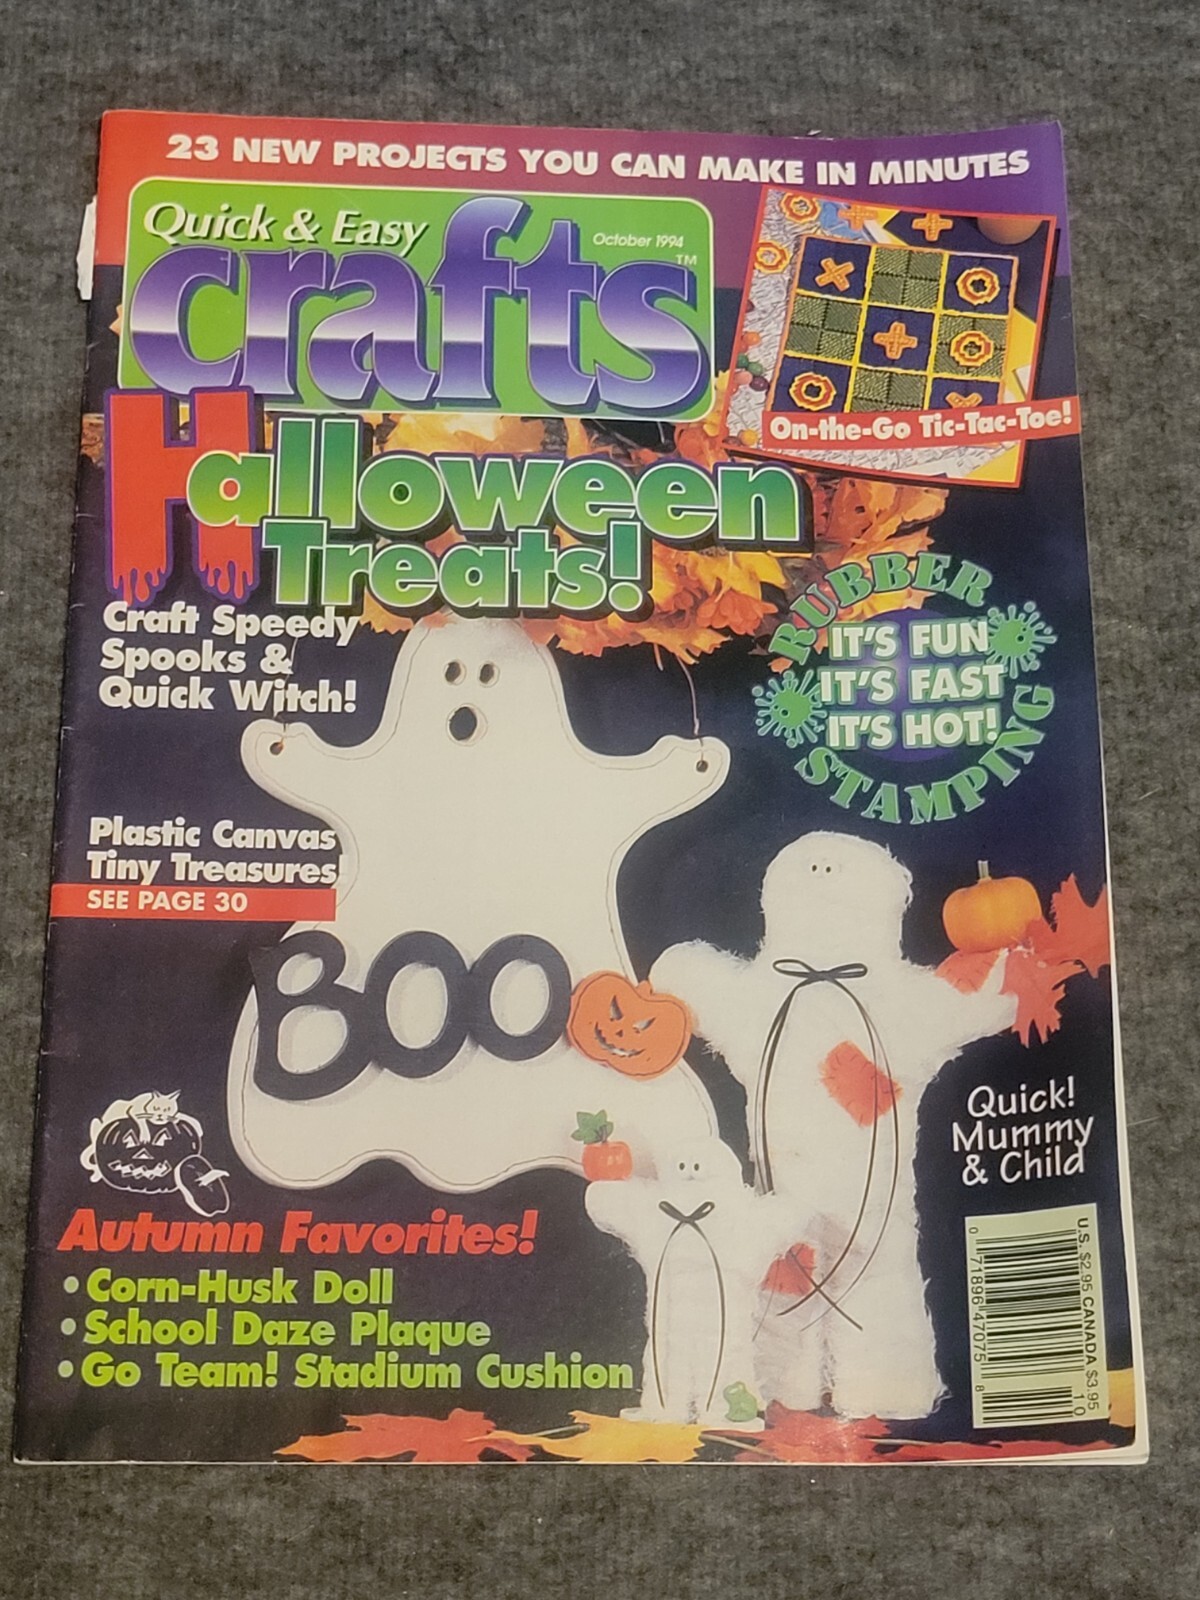 23 NEW PROJECTS YOU CAN MAKE IN MINUTES
Quick & Easy
October 1994
crafts™
On-the-Go Tic-Tac-Toe!
Halloween
Treats!
Craft Speedy
Spooks &
Quick Witch!
RUBBER
IT'S FUN
IT'S FAST
IT'S HOT!
STAMPING
Plastic Canvas
Tiny Treasures!
SEE PAGE 30
BOO
Quick!
Mummy
& Child
Autumn Favorites!
• Corn-Husk Doll
• School Daze Plaque
• Go Team! Stadium Cushion
U.S. $2.95 CANADA $3.95
0 71896 47075 8
10